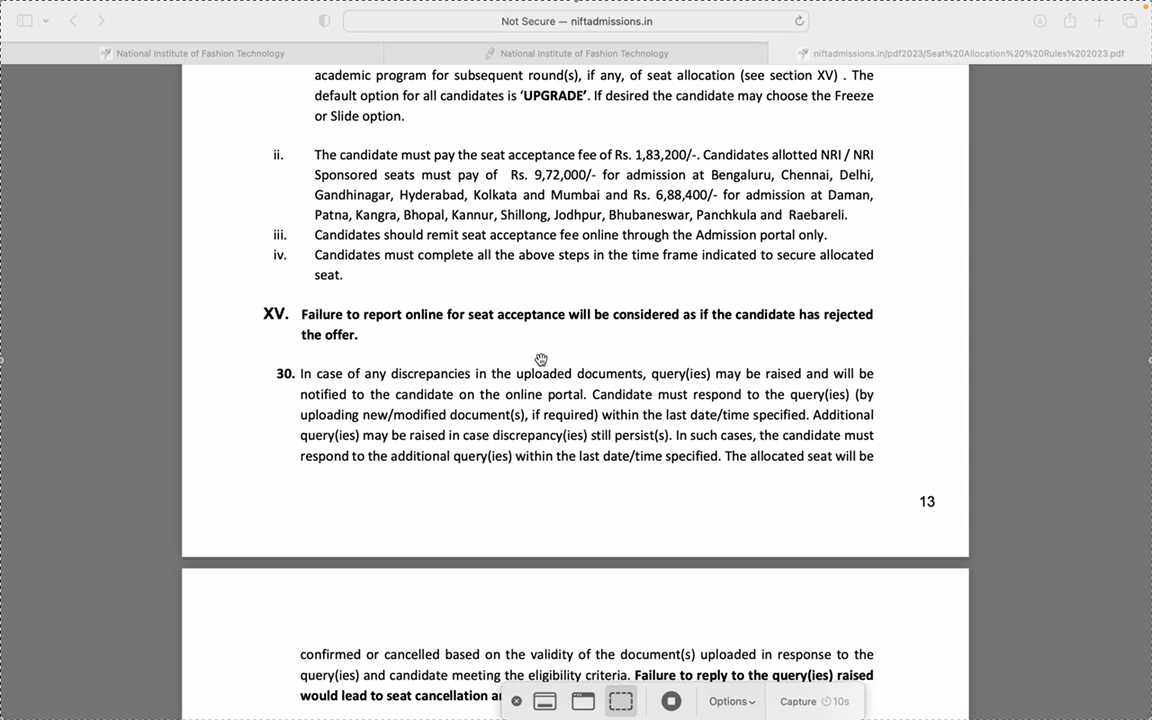 Not Secure — niftadmissions.in
National Institute of Fashion Technology
National Institute of Fashion Technology
niftadmissions.in/pdf2023/Seat%20Allocation%20%20Rules%202023.pdf
academic program for subsequent round(s), if any, of seat allocation (see section XV) . The
default option for all candidates is ‘UPGRADE’. If desired the candidate may choose the Freeze
or Slide option.
ii. The candidate must pay the seat acceptance fee of Rs. 1,83,200/-. Candidates allotted NRI / NRI
Sponsored seats must pay of Rs. 9,72,000/- for admission at Bengaluru, Chennai, Delhi,
Gandhinagar, Hyderabad, Kolkata and Mumbai and Rs. 6,88,400/- for admission at Daman,
Patna, Kangra, Bhopal, Kannur, Shillong, Jodhpur, Bhubaneswar, Panchkula and Raebareli.
iii. Candidates should remit seat acceptance fee online through the Admission portal only.
iv. Candidates must complete all the above steps in the time frame indicated to secure allocated
seat.
XV. Failure to report online for seat acceptance will be considered as if the candidate has rejected
the offer.
30. In case of any discrepancies in the uploaded documents, query(ies) may be raised and will be
notified to the candidate on the online portal. Candidate must respond to the query(ies) (by
uploading new/modified document(s), if required) within the last date/time specified. Additional
query(ies) may be raised in case discrepancy(ies) still persist(s). In such cases, the candidate must
respond to the additional query(ies) within the last date/time specified. The allocated seat will be
13
confirmed or cancelled based on the validity of the document(s) uploaded in response to the
query(ies) and candidate meeting the eligibility criteria. Failure to reply to the query(ies) raised
would lead to seat cancellation
Options
Capture 10s